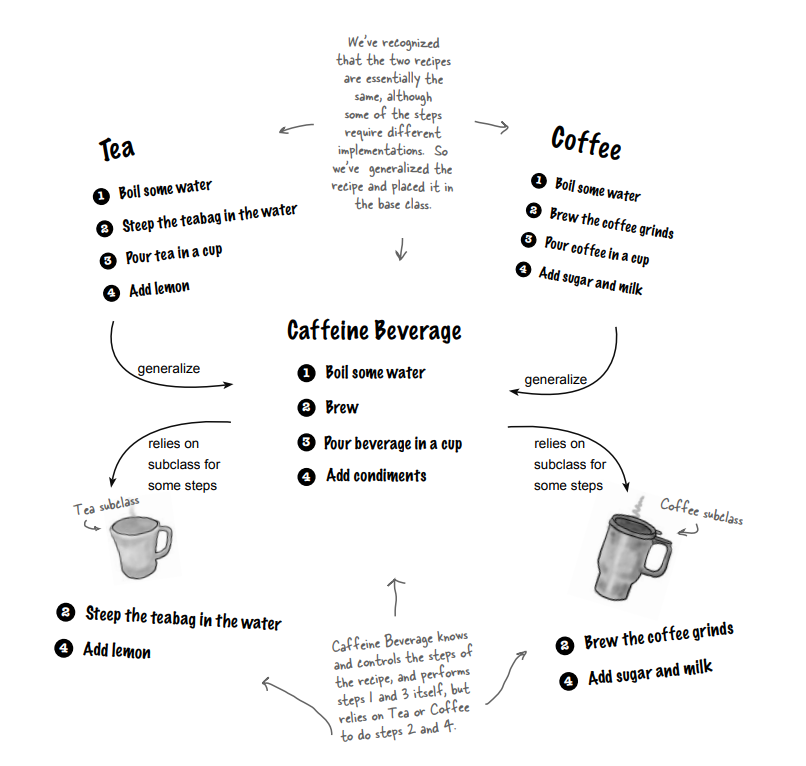 We've recognized
that the two recipes
are essentially the
same, although
some of the steps
require different
implementations. So
we've generalized the
recipe and placed it in
the base class.
Tea
1 Boil some water
2 Steep the teabag in the water
3 Pour tea in a cup
4 Add lemon
Coffee
1 Boil some water
2 Brew the coffee grinds
3 Pour coffee in a cup
4 Add sugar and milk
generalize
Caffeine Beverage
1 Boil some water
2 Brew
3 Pour beverage in a cup
4 Add condiments
generalize
relies on
subclass for
some steps
relies on
subclass for
some steps
Tea subclass
Coffee subclass
2 Steep the teabag in the water
4 Add lemon
Caffeine Beverage knows
and controls the steps of
the recipe, and performs
steps 1 and 3 itself, but
relies on Tea or Coffee
to do steps 2 and 4.
2 Brew the coffee grinds
4 Add sugar and milk